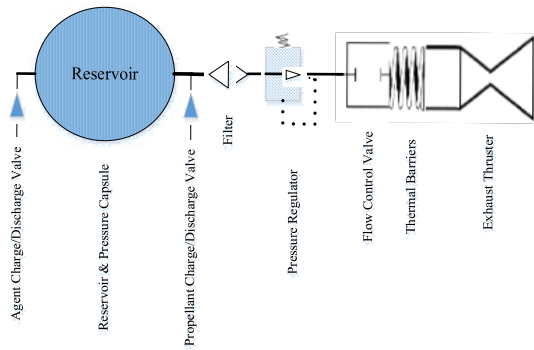 Reservoir
Agent Charge/Discharge Valve
Reservoir & Pressure Capsule
Propellant Charge/Discharge Valve
Filter
Pressure Regulator
Flow Control Valve
Thermal Barriers
Exhaust Thruster